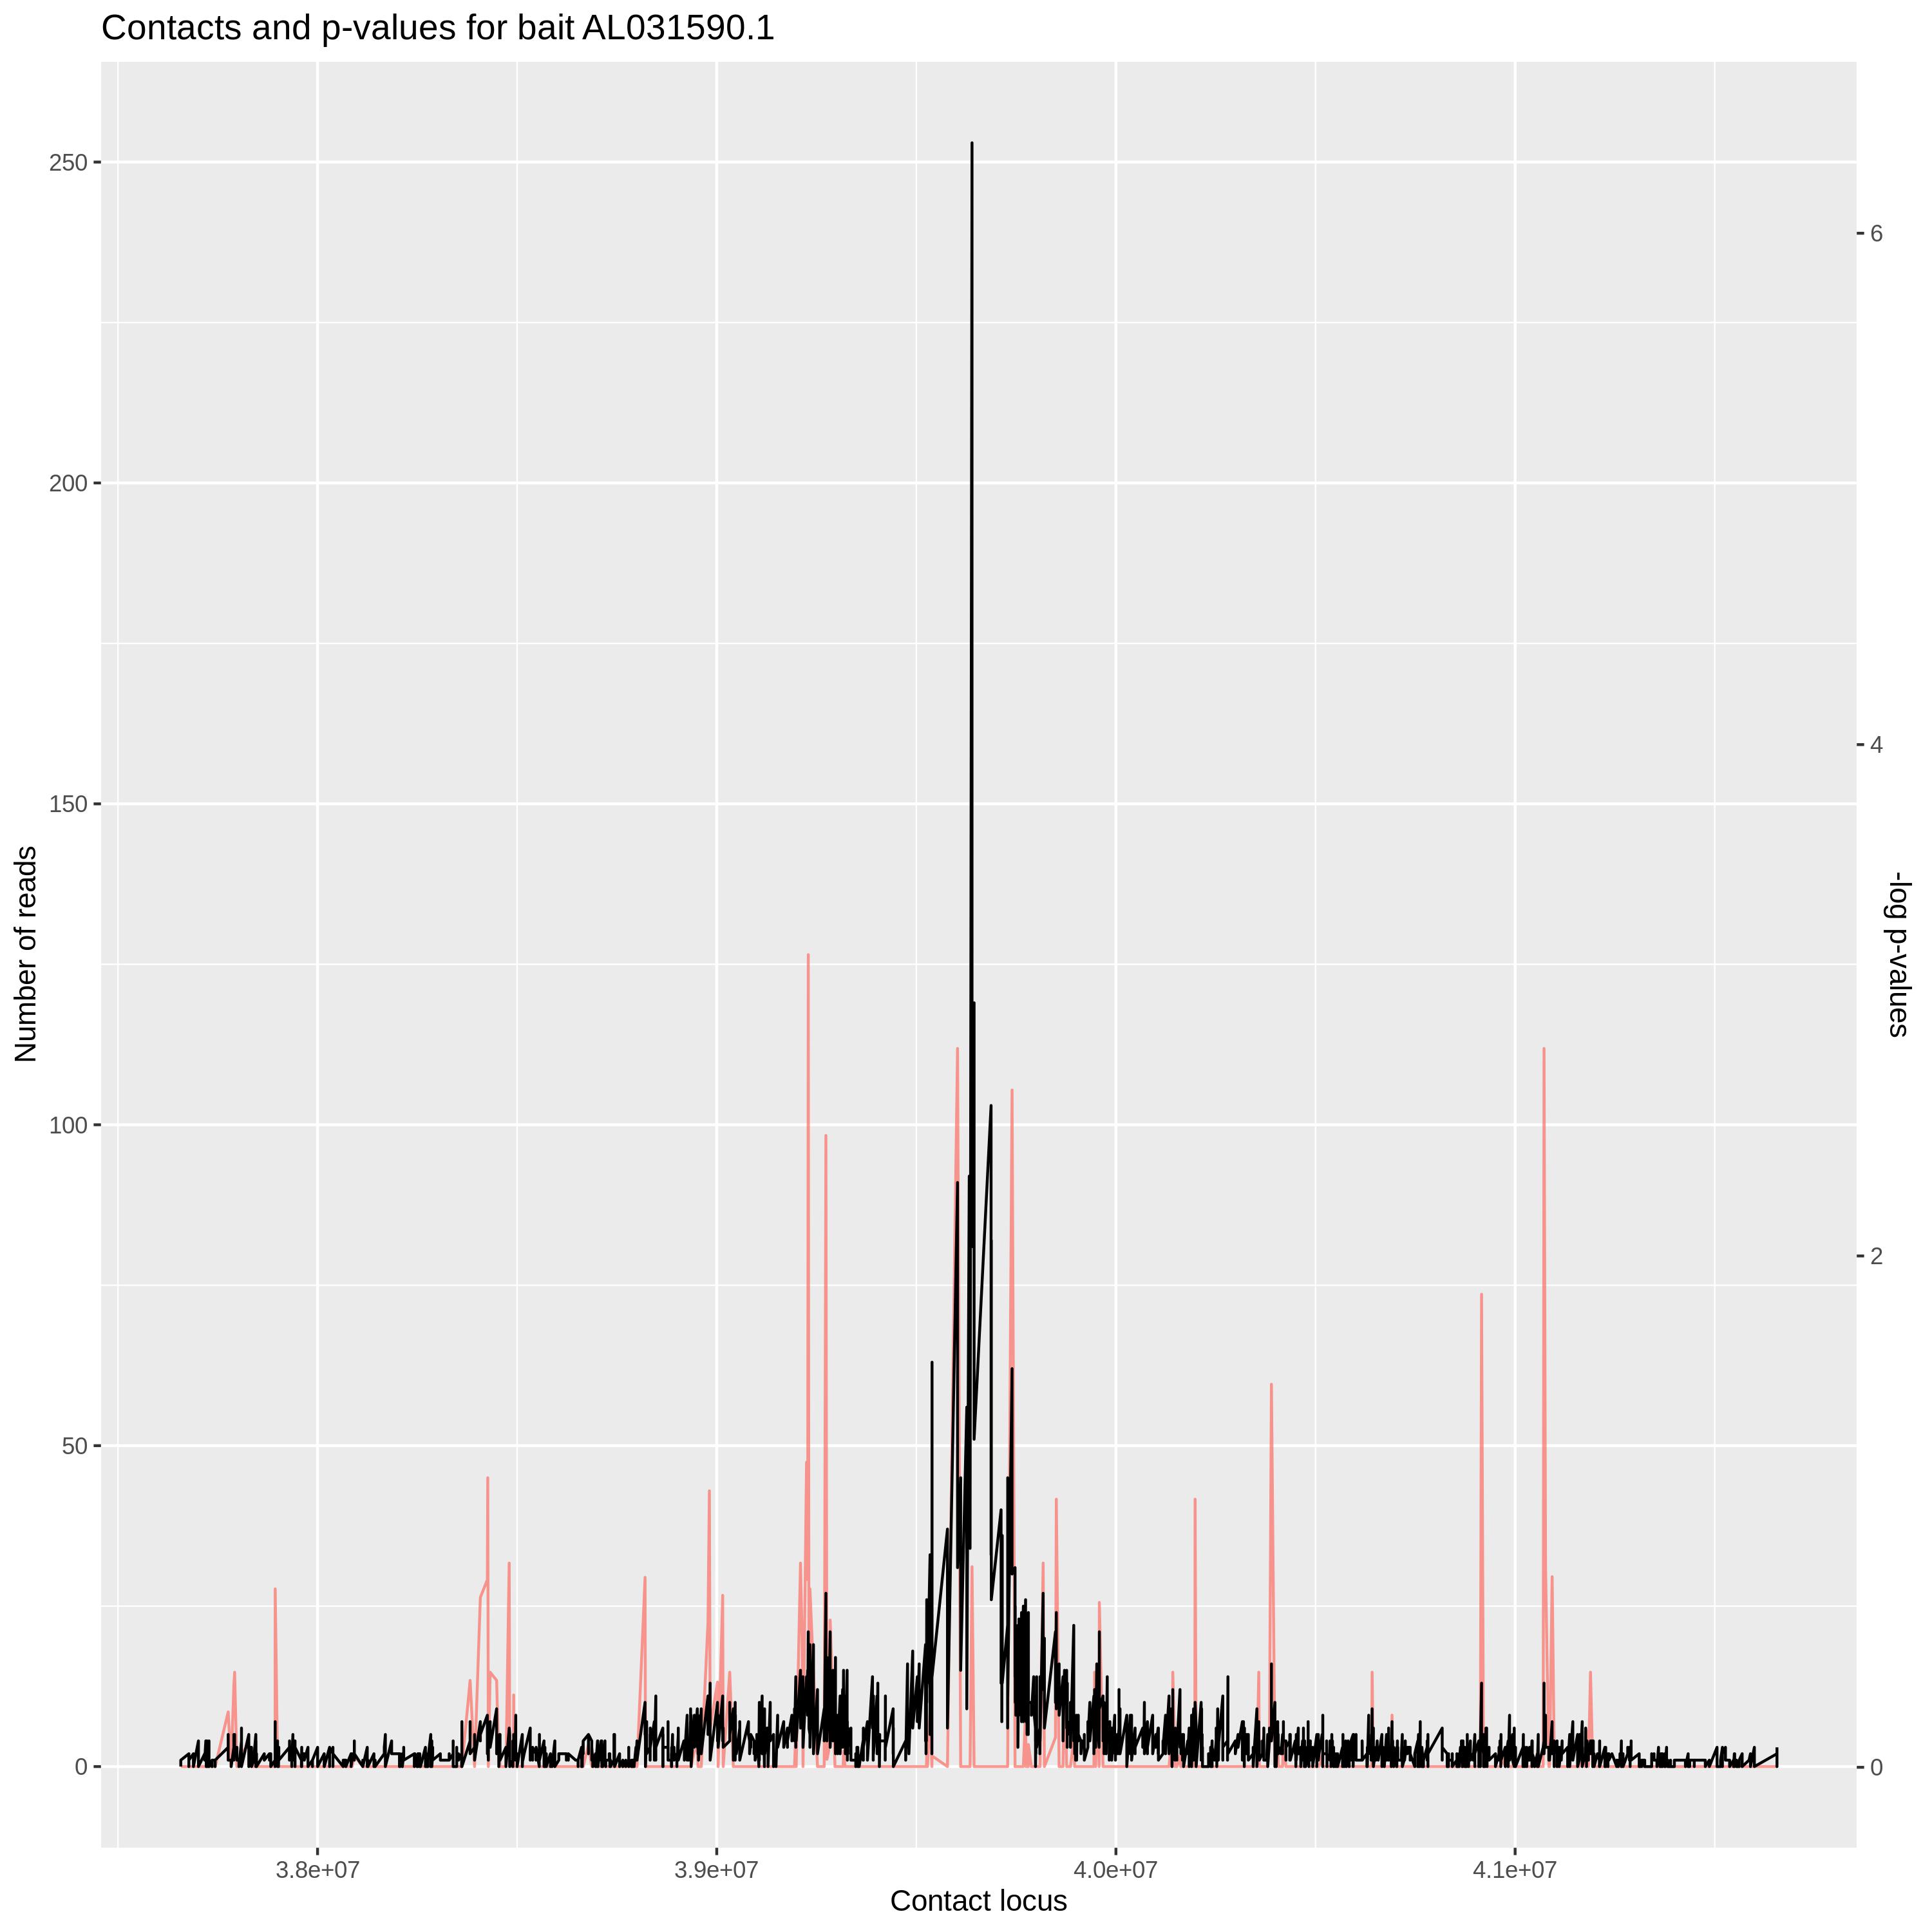 Contacts and p-values for bait AL031590.1
250
200
150
100
50
0
Number of reads
6
4
2
0
-log p-values
3.8e+07
3.9e+07
4.0e+07
4.1e+07
Contact locus